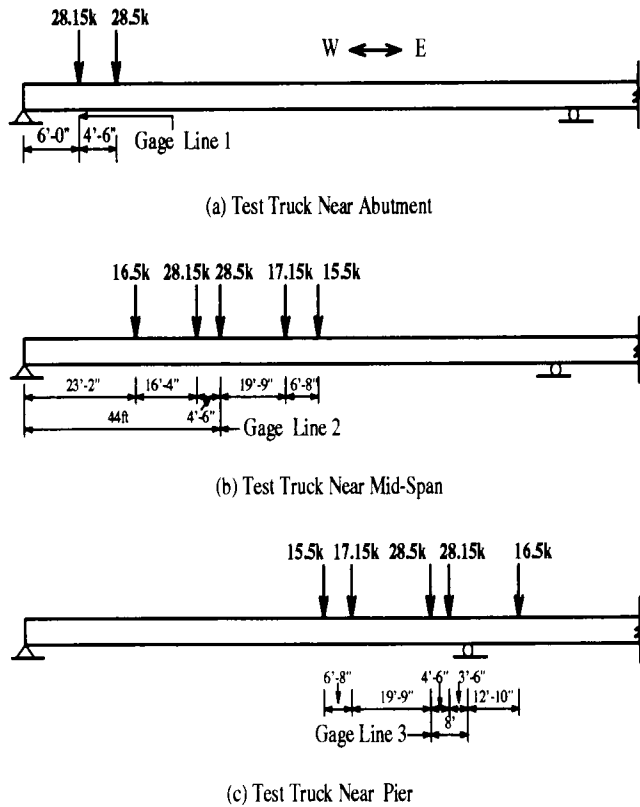 28.15k 28.5k
W E
6'-0" 4'-6" Gage Line 1
(a) Test Truck Near Abutment
16.5k 28.15k 28.5k 17.15k 15.5k
23'-2" 16'-4" 19'-9" 6'-8"
4'-6"
44ft
Gage Line 2
(b) Test Truck Near Mid-Span
15.5k 17.15k 28.5k 28.15k 16.5k
6'-8" 4'-6" 3'-6"
19'-9" 12'-10"
Gage Line 3 8'
(c) Test Truck Near Pier